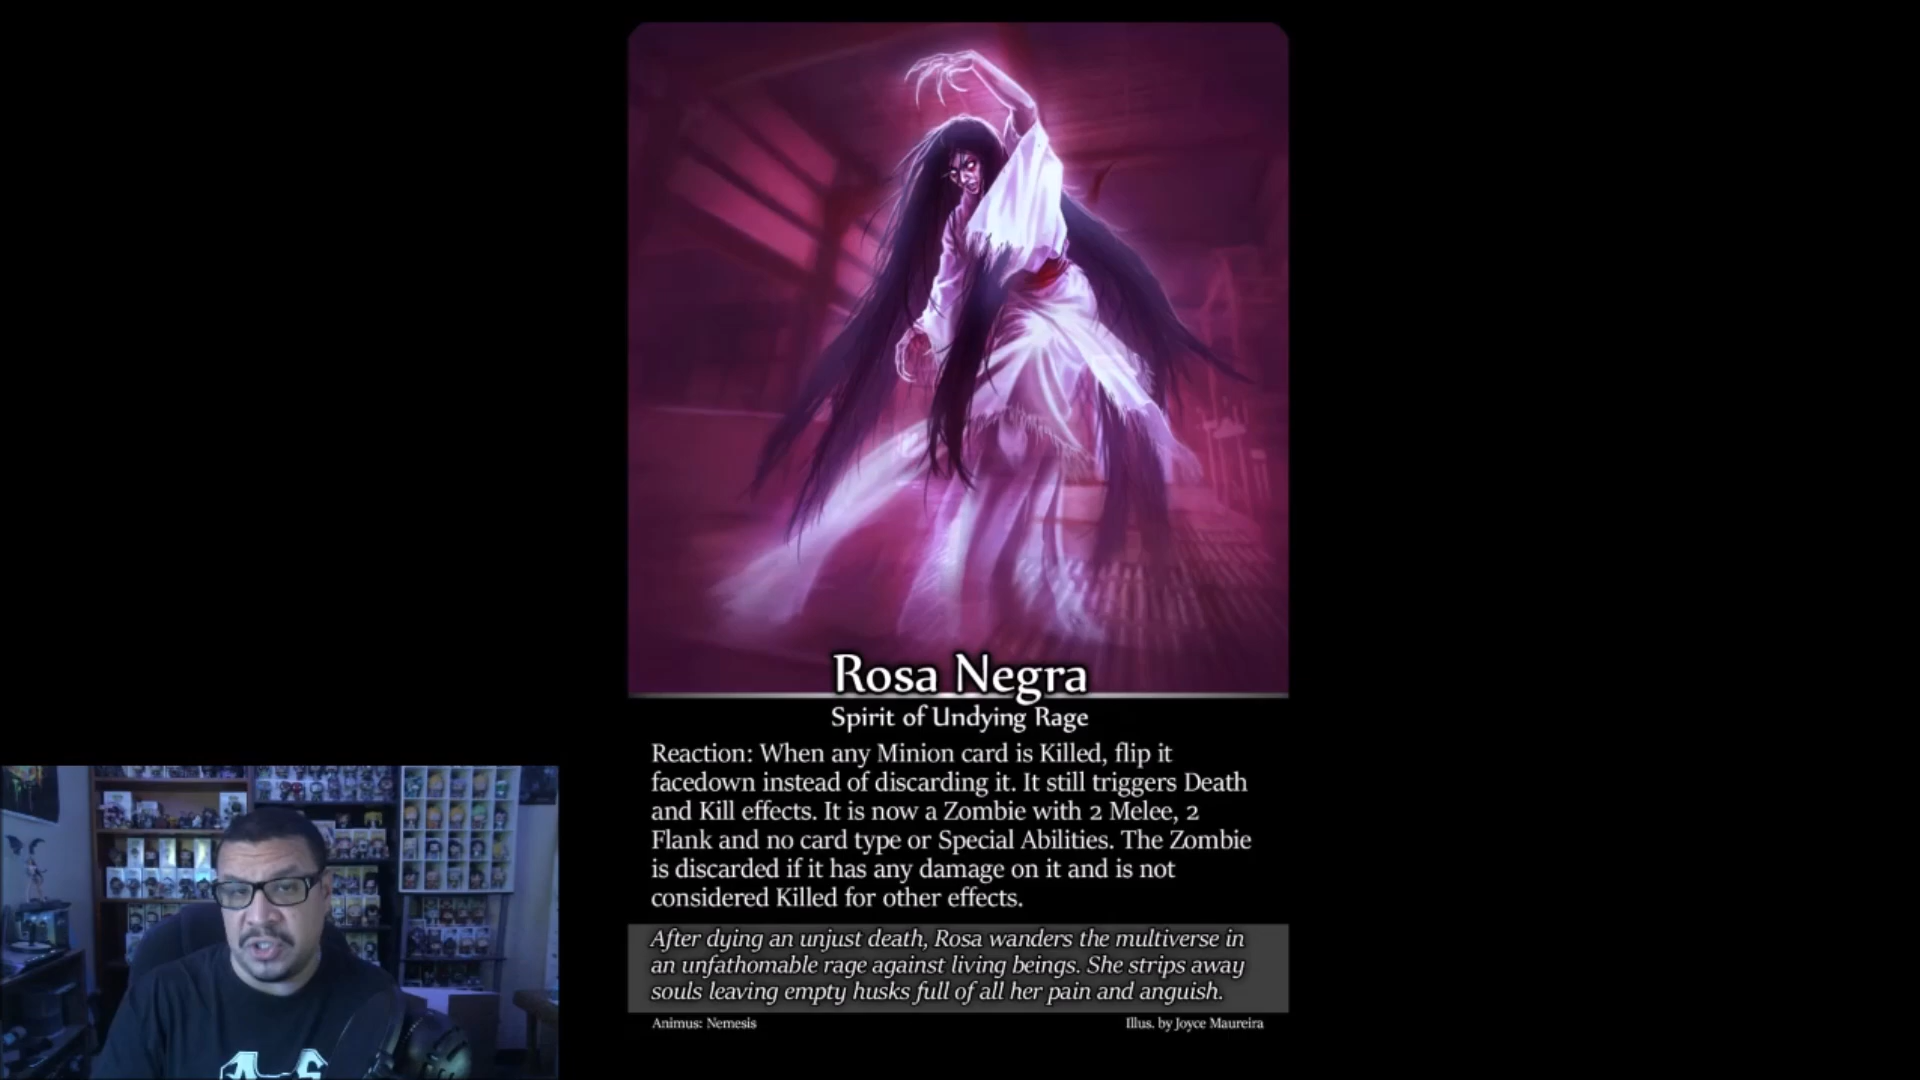 Rosa Negra
Spirit of Undying Rage
Reaction: When any Minion card is Killed, flip it
facedown instead of discarding it. It still triggers Death
and Kill effects. It is now a Zombie with 2 Melee, 2
Flank and no card type or Special Abilities. The Zombie
is discarded if it has any damage on it and is not
considered Killed for other effects.
After dying an unjust death, Rosa wanders the multiverse in
an unfathomable rage against living beings. She strips away
souls leaving empty husks full of all her pain and anguish.
Animus: Nemesis
Illus. by Joyce Maureira